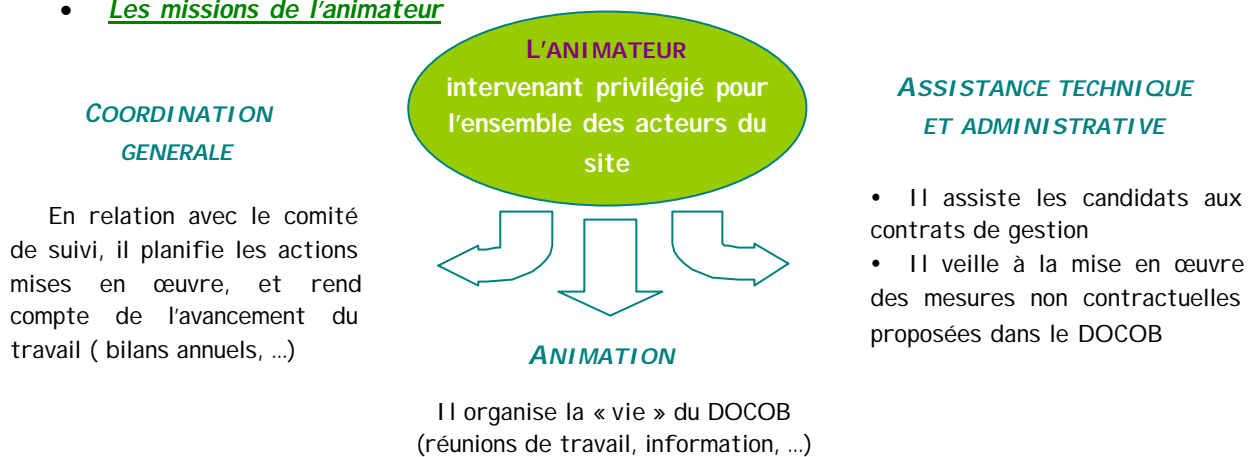 • Les missions de l'animateur
L'ANIMATEUR
intervenant privilégié pour
l'ensemble des acteurs du
site
COORDINATION
GENERALE
En relation avec le comité
de suivi, il planifie les actions
mises en œuvre, et rend
compte de l'avancement du
travail ( bilans annuels, ...)
ANIMATION
Il organise la « vie » du DOCOB
(réunions de travail, information, ...)
ASSISTANCE TECHNIQUE
ET ADMINISTRATIVE
• Il assiste les candidats aux
contrats de gestion
• Il veille à la mise en œuvre
des mesures non contractuelles
proposées dans le DOCOB